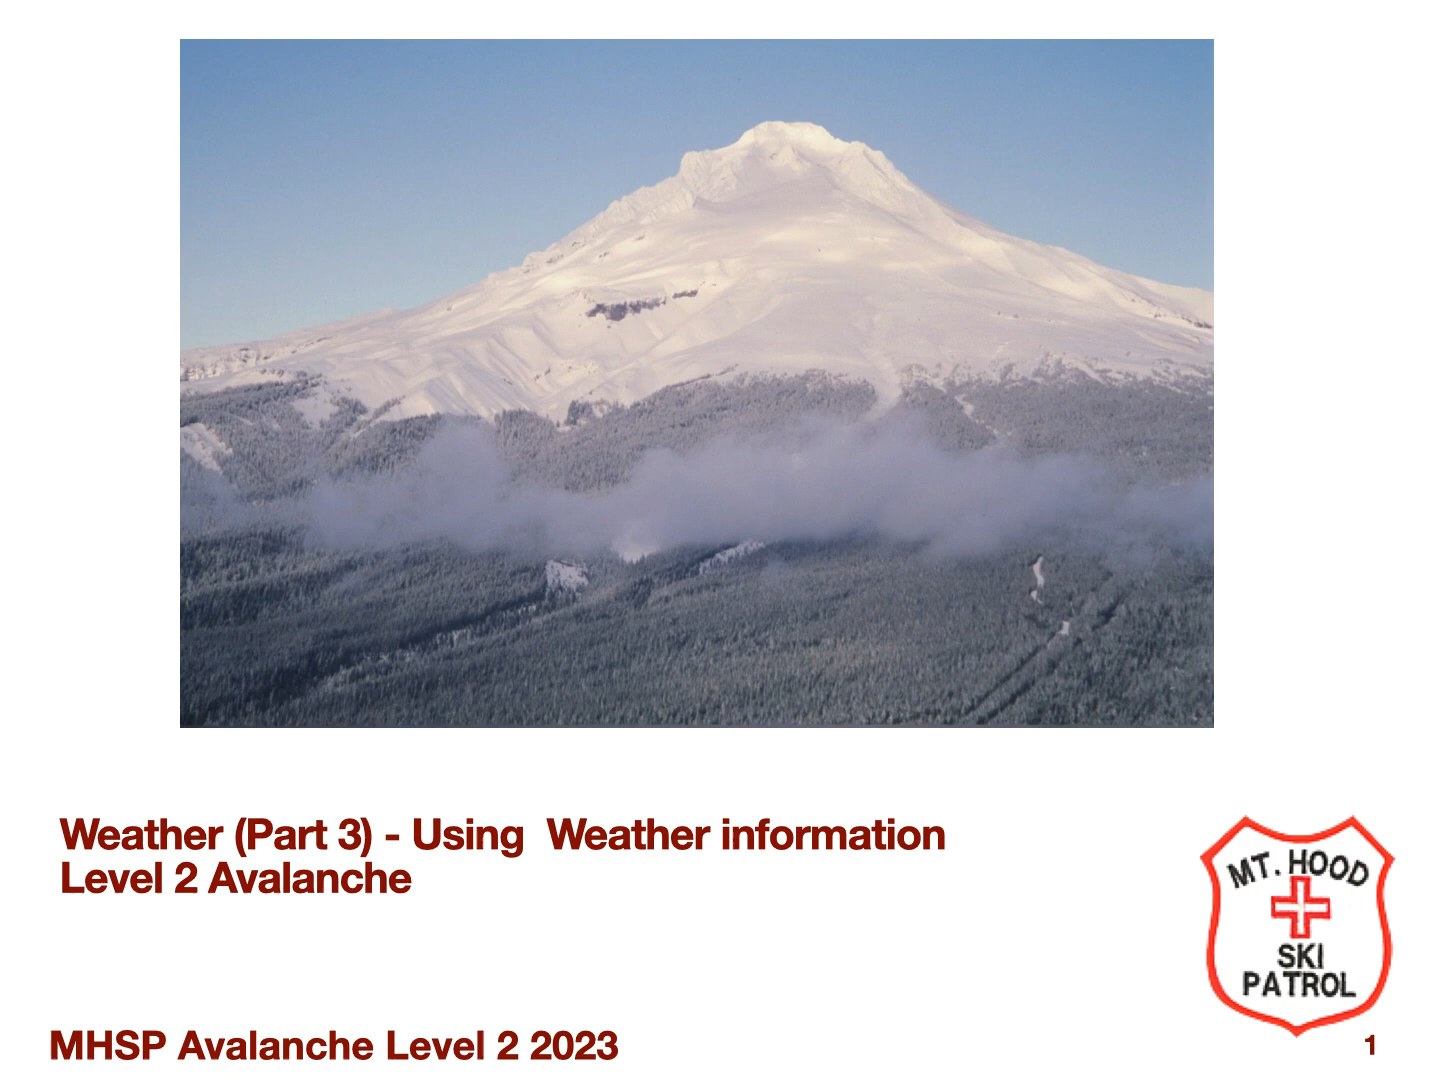 Weather (Part 3) - Using  Weather information
Level 2 Avalanche
MT. HOOD
SKI
PATROL
MHSP Avalanche Level 2 2023
1